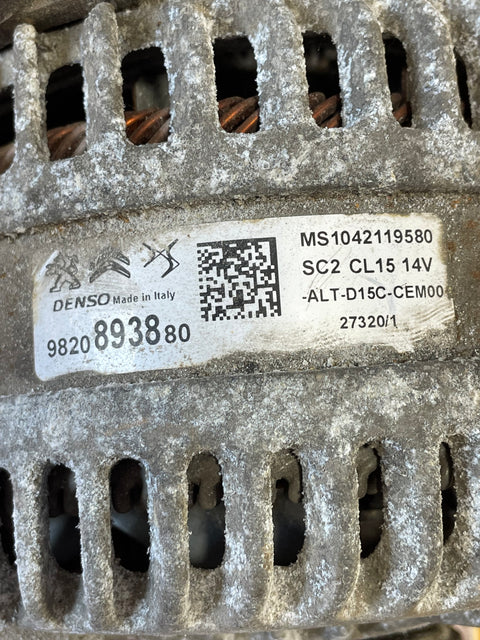 MS1042119580
SC2 CL15 14V
-ALT-D15C-CEM00
27320/1
DENSO Made in Italy
9820893880